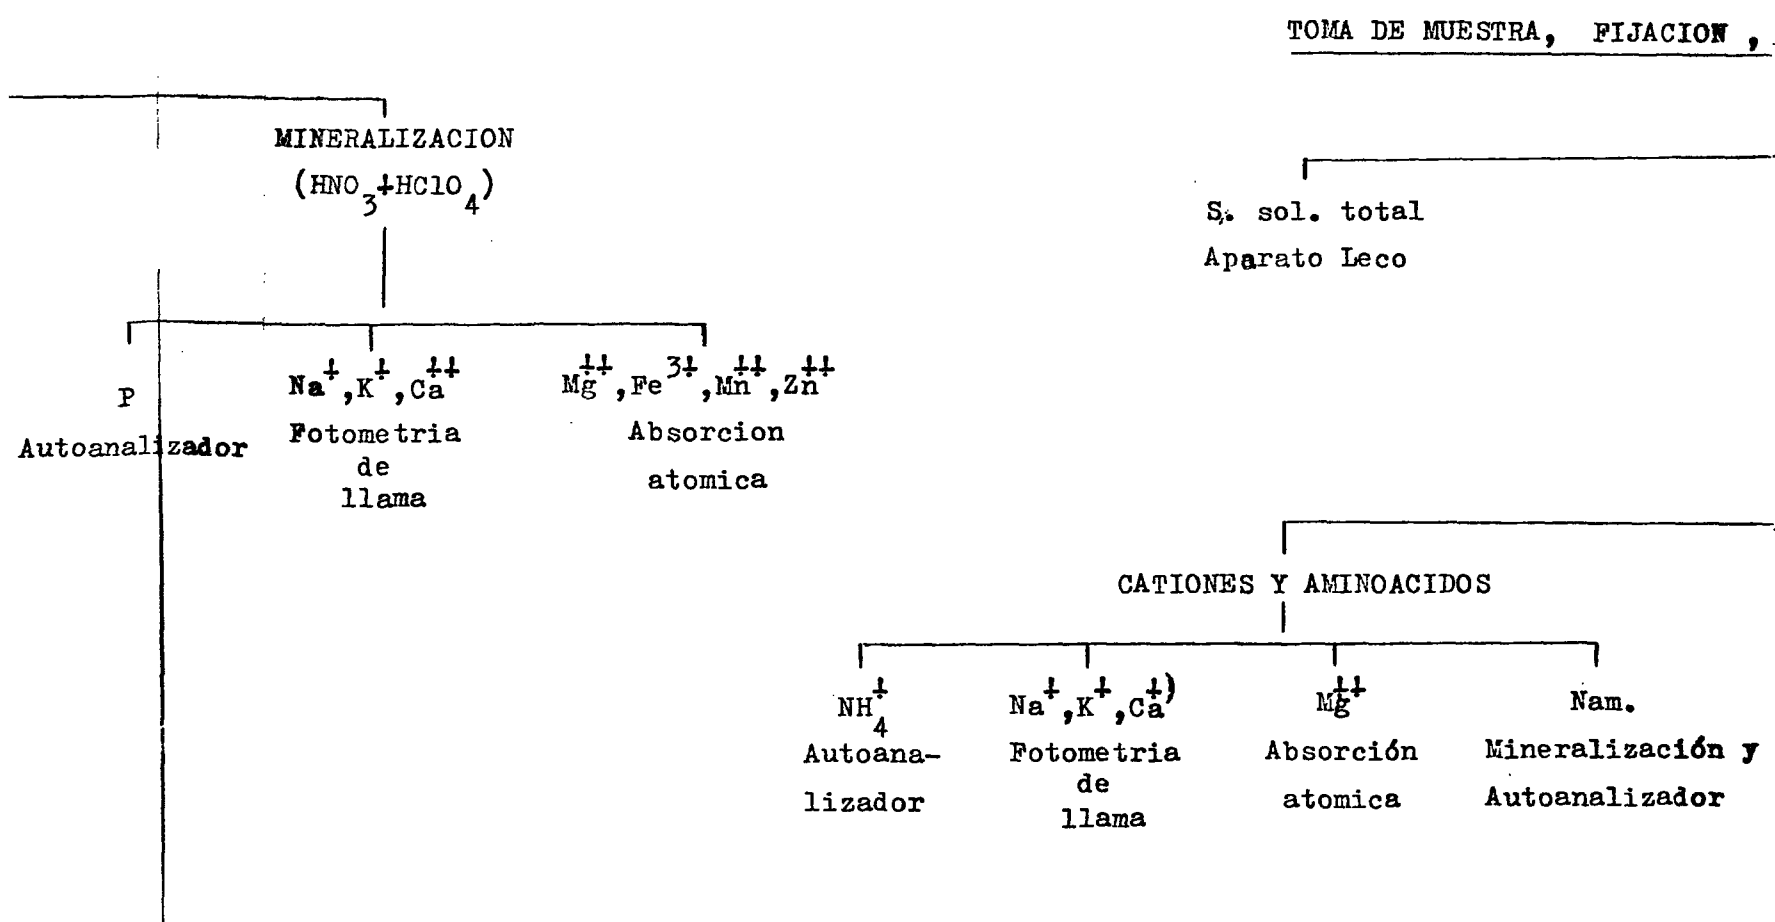 TOMA DE MUESTRA, FIJACION ,
MINERALIZACION
(HNO3+HClO4)
S. sol. total
Aparato Leco
P
Autoanalizador
Na+,K+,Ca++
Fotometria
de
llama
Mg++,Fe3+,Mn++,Zn++
Absorcion
atomica
CATIONES Y AMINOACIDOS
NH4+
Autoana-
lizador
Na+,K+,Ca+)
Fotometria
de
llama
Mg++
Absorción
atomica
Nam.
Mineralización y
Autoanalizador